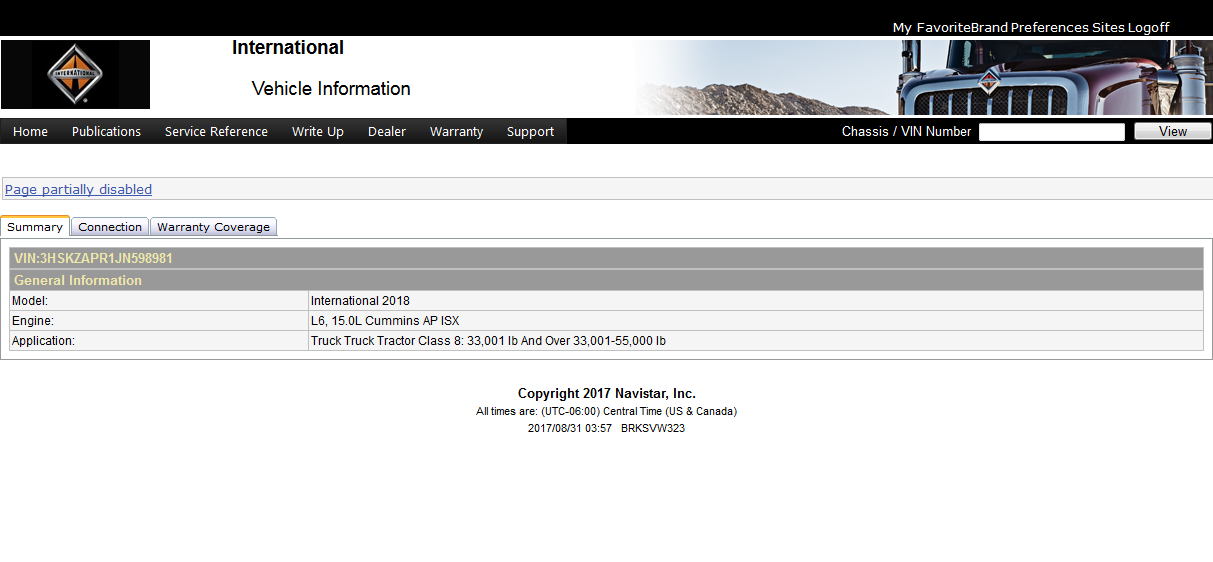 My FavoriteBrand Preferences Sites Logoff
INTERNATIONAL
International
Vehicle Information
Home Publications Service Reference Write Up Dealer Warranty Support Chassis / VIN Number View
Page partially disabled
Summary Connection Warranty Coverage
VIN:3HSKZAPR1JN598981
General Information
Model: International 2018
Engine: L6, 15.0L Cummins AP ISX
Application: Truck Truck Tractor Class 8: 33,001 lb And Over 33,001-55,000 lb
Copyright 2017 Navistar, Inc.
All times are: (UTC-06:00) Central Time (US & Canada)
2017/08/31 03:57 BRKSVW323